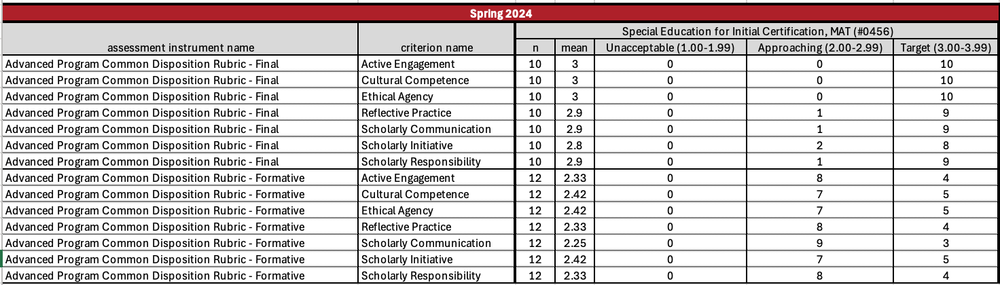 Spring 2024
Special Education for Initial Certification, MAT (#0456)
assessment instrument name criterion name n mean Unacceptable (1.00-1.99) Approaching (2.00-2.99) Target (3.00-3.99)
Advanced Program Common Disposition Rubric - Final Active Engagement 10 3 0 0 10
Advanced Program Common Disposition Rubric - Final Cultural Competence 10 3 0 0 10
Advanced Program Common Disposition Rubric - Final Ethical Agency 10 3 0 0 10
Advanced Program Common Disposition Rubric - Final Reflective Practice 10 2.9 0 1 9
Advanced Program Common Disposition Rubric - Final Scholarly Communication 10 2.9 0 1 9
Advanced Program Common Disposition Rubric - Final Scholarly Initiative 10 2.8 0 2 8
Advanced Program Common Disposition Rubric - Final Scholarly Responsibility 10 2.9 0 1 9
Advanced Program Common Disposition Rubric - Formative Active Engagement 12 2.33 0 8 4
Advanced Program Common Disposition Rubric - Formative Cultural Competence 12 2.42 0 7 5
Advanced Program Common Disposition Rubric - Formative Ethical Agency 12 2.42 0 7 5
Advanced Program Common Disposition Rubric - Formative Reflective Practice 12 2.33 0 8 4
Advanced Program Common Disposition Rubric - Formative Scholarly Communication 12 2.25 0 9 3
Advanced Program Common Disposition Rubric - Formative Scholarly Initiative 12 2.42 0 7 5
Advanced Program Common Disposition Rubric - Formative Scholarly Responsibility 12 2.33 0 8 4